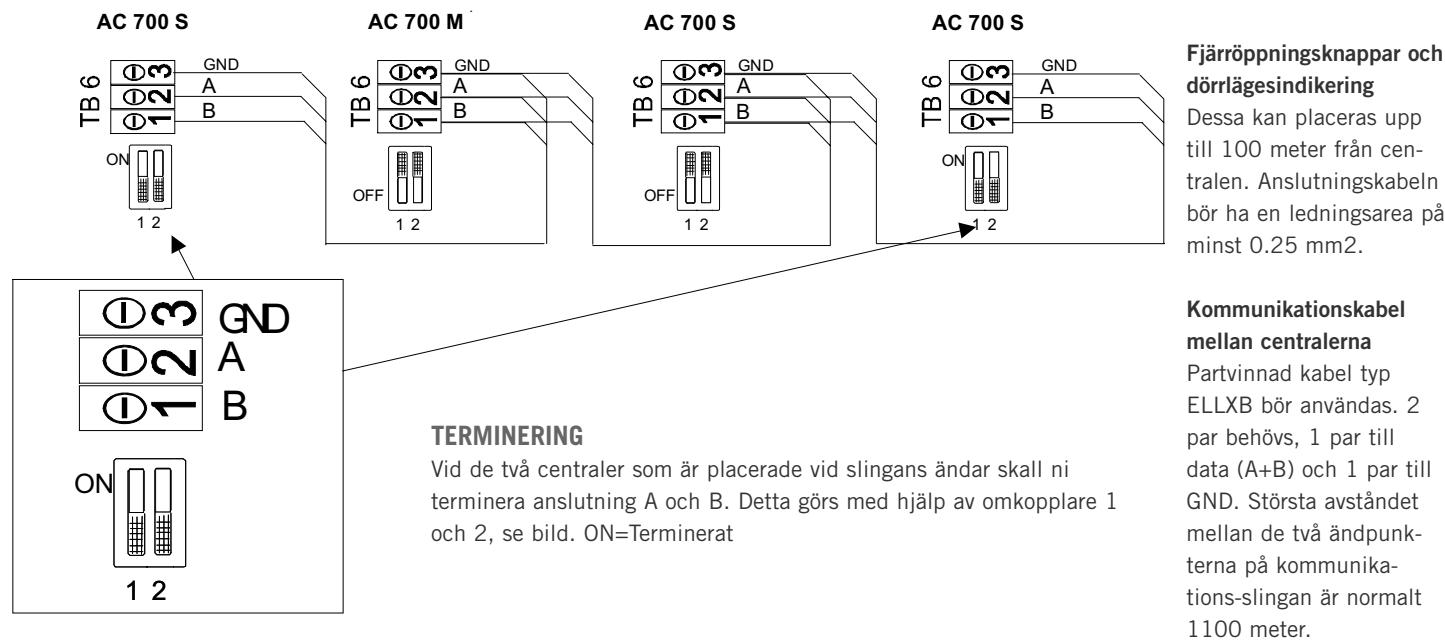 AC 700 S
AC 700 M
AC 700 S
AC 700 S
TB 6
3 GND
2 A
1 B
ON
1 2
TB 6
3 GND
2 A
1 B
OFF
1 2
TB 6
3 GND
2 A
1 B
OFF
1 2
TB 6
3 GND
2 A
1 B
ON
1 2
3 GND
2 A
1 B
ON
1 2
TERMINERING
Vid de två centraler som är placerade vid slingans ändar skall ni
terminera anslutning A och B. Detta görs med hjälp av omkopplare 1
och 2, se bild. ON=Terminerat
Fjärröppningsknappar och
dörrlägesindikering
Dessa kan placeras upp
till 100 meter från cen-
tralen. Anslutningskabeln
bör ha en ledningsarea på
minst 0.25 mm2.
Kommunikationskabel
mellan centralerna
Partvinnad kabel typ
ELLXB bör användas. 2
par behövs, 1 par till
data (A+B) och 1 par till
GND. Största avståndet
mellan de två ändpunk-
terna på kommunika-
tions-slingan är normalt
1100 meter.